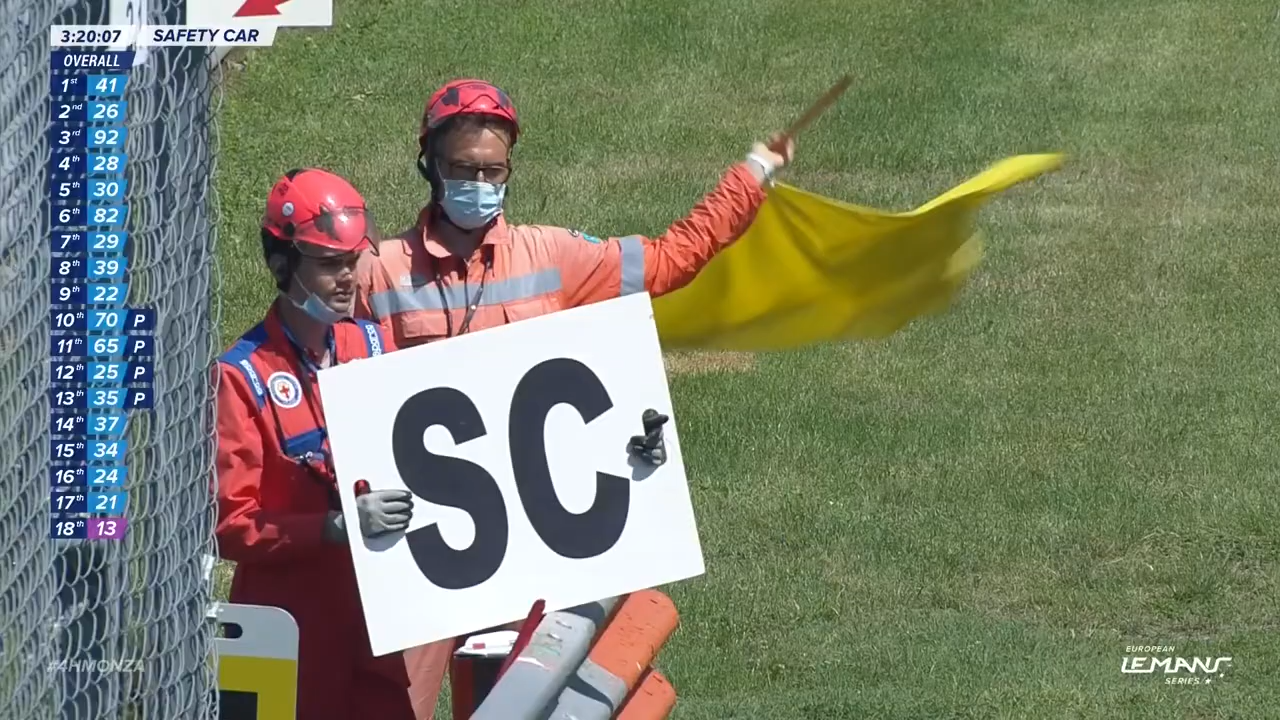 3:20:07 SAFETY CAR
OVERALL
1st 41
2nd 26
3rd 92
4th 28
5th 30
6th 82
7th 29
8th 39
9th 22
10th 70 P
11th 65 P
12th 25 P
13th 35 P
14th 37
15th 34
16th 24
17th 21
18th 13
SC
#4HMONZA
EUROPEAN
LEMANS
SERIES